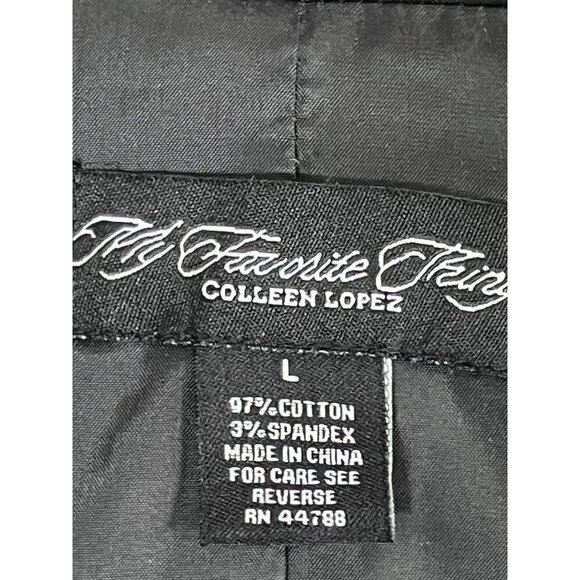 My Favorite Thing
COLLEEN LOPEZ
L
97% COTTON
3% SPANDEX
MADE IN CHINA
FOR CARE SEE
REVERSE
RN 44788